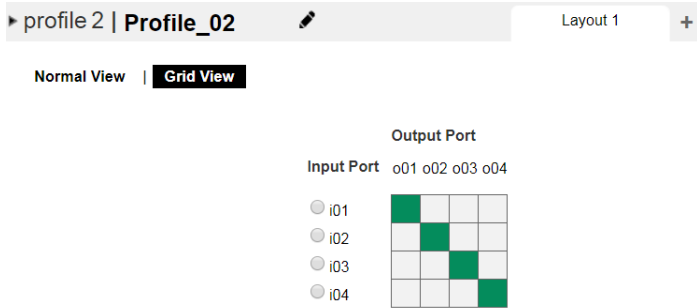 profile 2 | Profile_02 Layout 1 +
Normal View | Grid View
Output Port
Input Port o01 o02 o03 o04
i01
i02
i03
i04